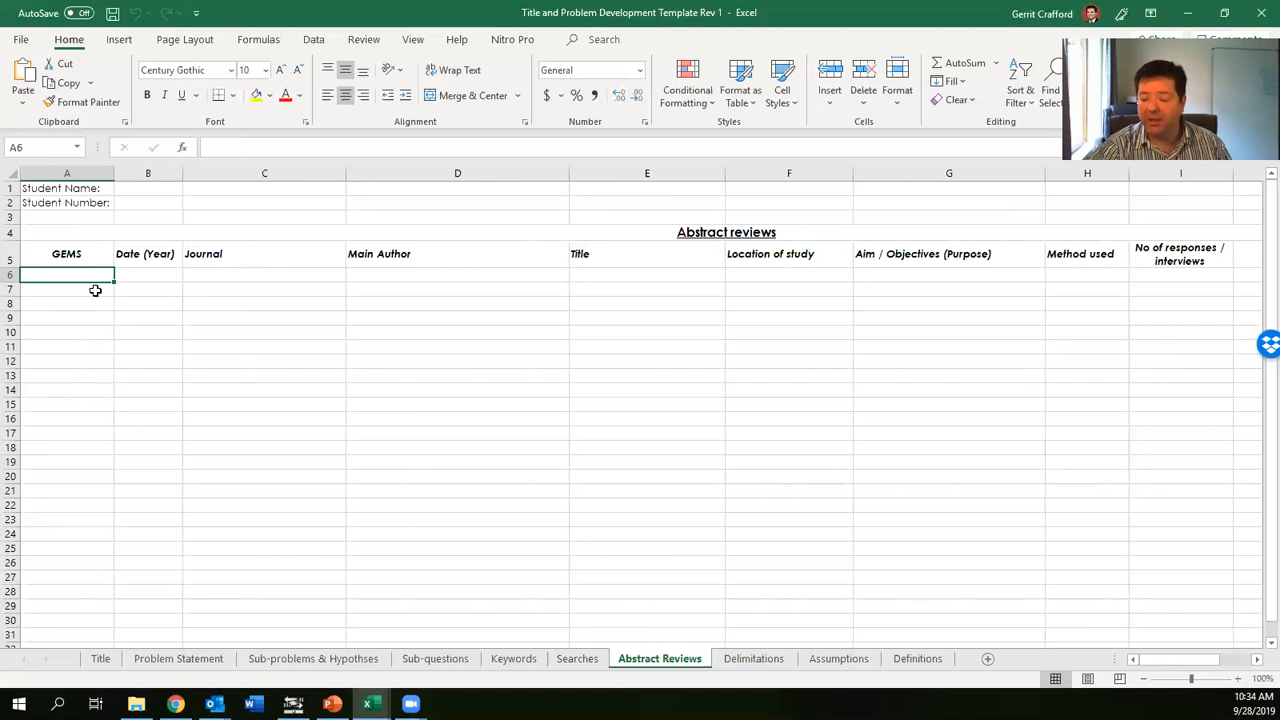 AutoSave Off
Title and Problem Development Template Rev 1 - Excel
Gerrit Crafford
File Home Insert Page Layout Formulas Data Review View Help Nitro Pro Search
Cut
Copy
Format Painter
Paste
Clipboard
Century Gothic 10
B I U
Font
Wrap Text
Merge & Center
Alignment
General
$ % ,
Number
Conditional Formatting
Format as Table
Cell Styles
Styles
Insert Delete Format
Cells
AutoSum
Fill
Clear
Sort & Filter
Editing
A6
fx
A B C D E F G H I
1 Student Name:
2 Student Number:
3
4 Abstract reviews
5 GEMS Date (Year) Journal Main Author Title Location of study Aim / Objectives (Purpose) Method used No of responses / interviews
6
7
8
9
10
11
12
13
14
15
16
17
18
19
20
21
22
23
24
25
26
27
28
29
30
31
Title Problem Statement Sub-problems & Hypothses Sub-questions Keywords Searches Abstract Reviews Delimitations Assumptions Definitions
100%
10:34 AM
9/28/2019